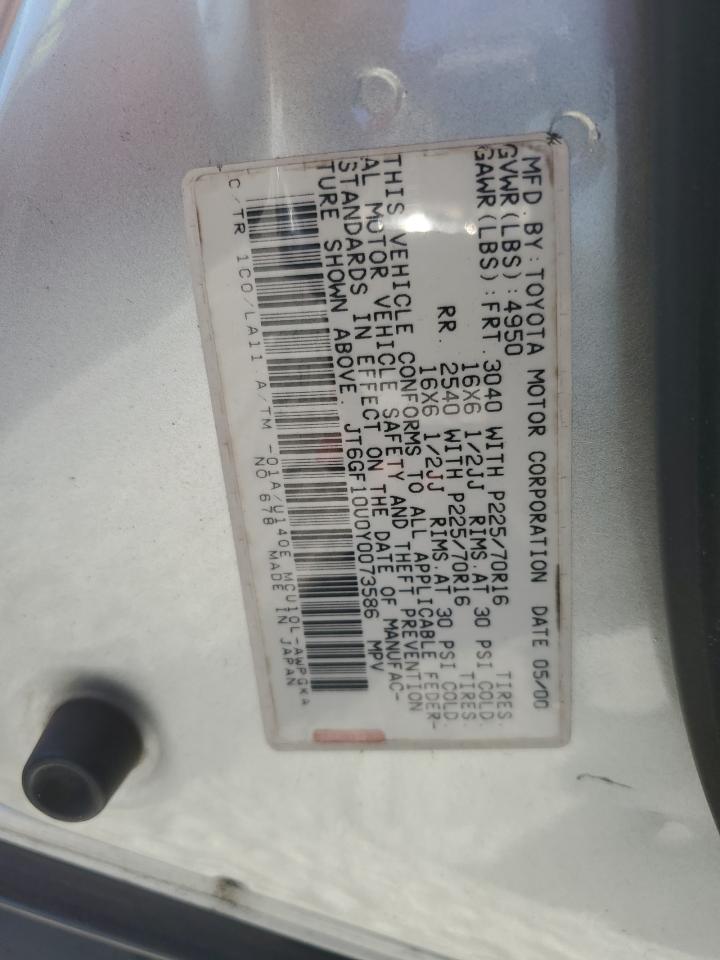 MFD.BY:TOYOTA MOTOR CORPORATION DATE 05/00
GVWR(LBS):4950
GAWR(LBS):FRT. 3040 WITH P225/70R16 TIRES.
16X6 1/2JJ RIMS.AT 30 PSI COLD.
RR. 2540 WITH P225/70R16 TIRES.
16X6 1/2JJ RIMS.AT 30 PSI COLD.
THIS VEHICLE CONFORMS TO ALL APPLICABLE FEDER-
AL MOTOR VEHICLE SAFETY AND THEFT PREVENTION
STANDARDS IN EFFECT ON THE DATE OF MANUFAC-
TURE SHOWN ABOVE. JT6GF10U0Y0073586 MPV
C/TR 1C0/LA11 A/TM -01A/U140E MCU10L-AWPGKA
NO 678 MADE IN JAPAN